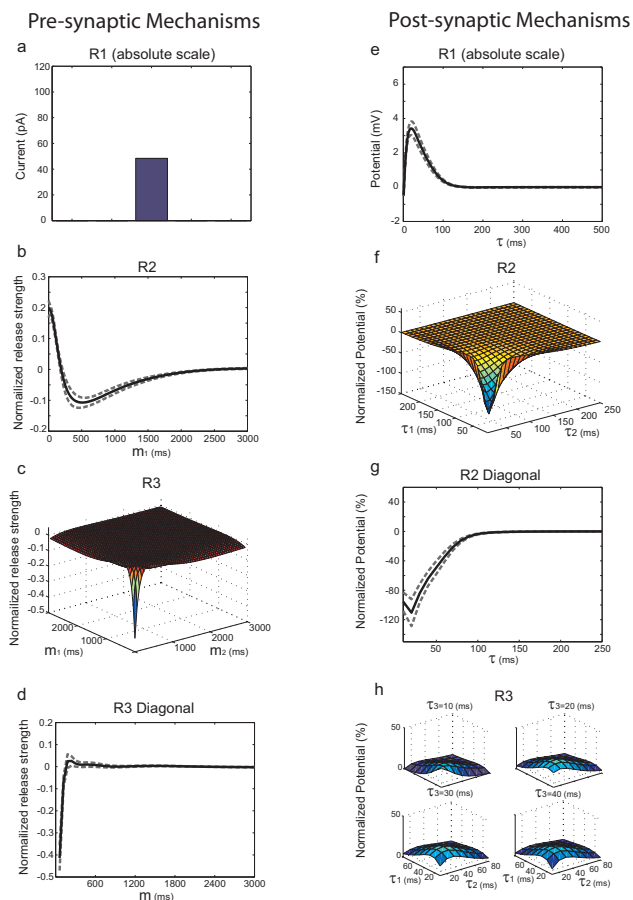 Pre-synaptic Mechanisms
a
R1 (absolute scale)
Current (pA)
120
100
80
60
40
20
0
b
R2
Normalized release strength
0.3
0.2
0.1
0
-0.1
-0.2
0 500 1000 1500 2000 2500 3000
m1 (ms)
c
R3
Normailized release strength
0
-0.1
-0.2
-0.3
-0.4
-0.5
2000
1000
m1 (ms)
1000
2000
3000
m2 (ms)
d
R3 Diagonal
Normalized release strength
0.2
0.1
0
-0.1
-0.2
-0.3
-0.4
-0.5
600 1200 1800 2400 3000
m (ms)
Post-synaptic Mechanisms
e
R1 (absolute scale)
Potential (mV)
6
4
2
0
-2
0 100 200 300 400 500
τ (ms)
f
R2
Normalized Potential (%)
50
0
-50
-100
-150
200
150
100
50
τ1 (ms)
50
100
150
200
250
τ2 (ms)
g
R2 Diagonal
Normalized Potential (%)
40
0
-40
-80
-120
50 100 150 200 250
τ (ms)
h
R3
Normalized Potential (%)
τ3=10 (ms)
τ3=20 (ms)
50
0
τ3=30 (ms)
τ3=40 (ms)
50
0
60 40 20
τ1 (ms)
20 40 60 80
τ2 (ms)
60 40 20
τ1 (ms)
20 40 60 80
τ2 (ms)